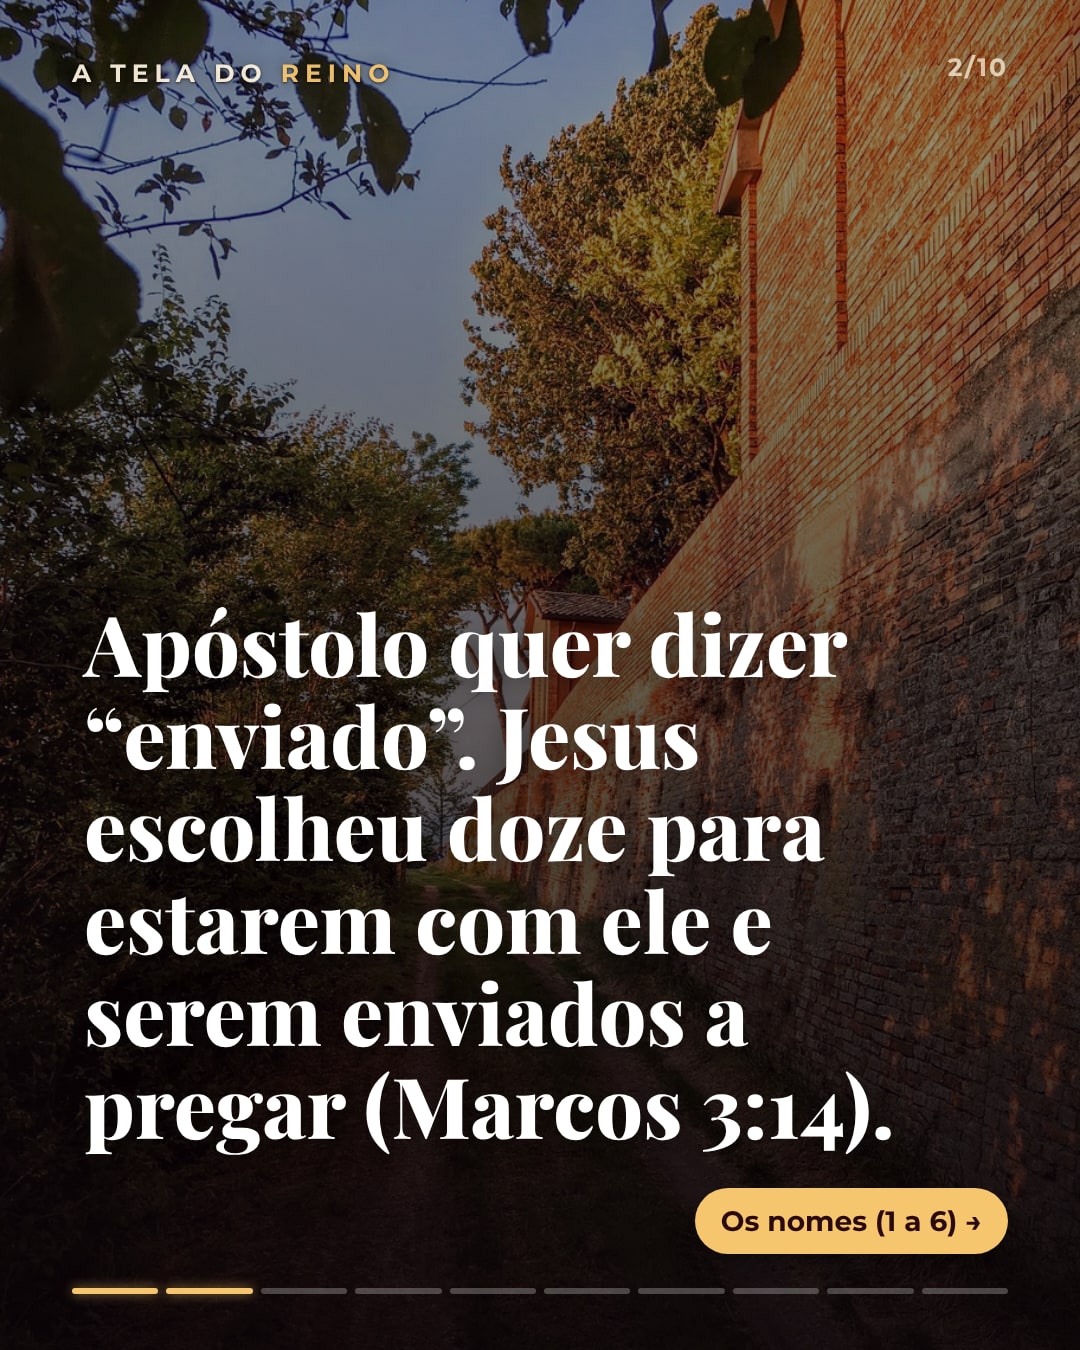 A TELA DO REINO
2/10
Apóstolo quer dizer
“enviado”. Jesus
escolheu doze para
estarem com ele e
serem enviados a
pregar (Marcos 3:14).
Os nomes (1 a 6) →